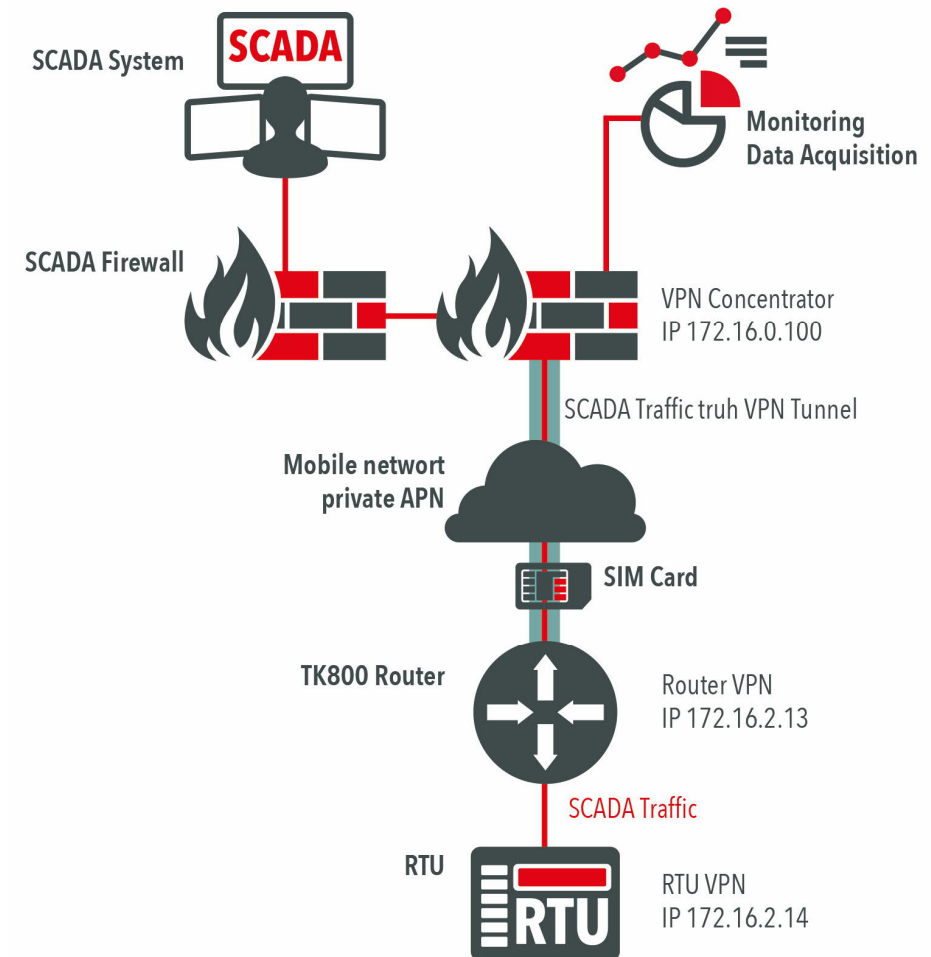 SCADA System
SCADA
Monitoring
Data Acquisition
SCADA Firewall
VPN Concentrator
IP 172.16.0.100
SCADA Traffic truh VPN Tunnel
Mobile networt
private APN
SIM Card
TK800 Router
Router VPN
IP 172.16.2.13
SCADA Traffic
RTU
RTU
RTU VPN
IP 172.16.2.14